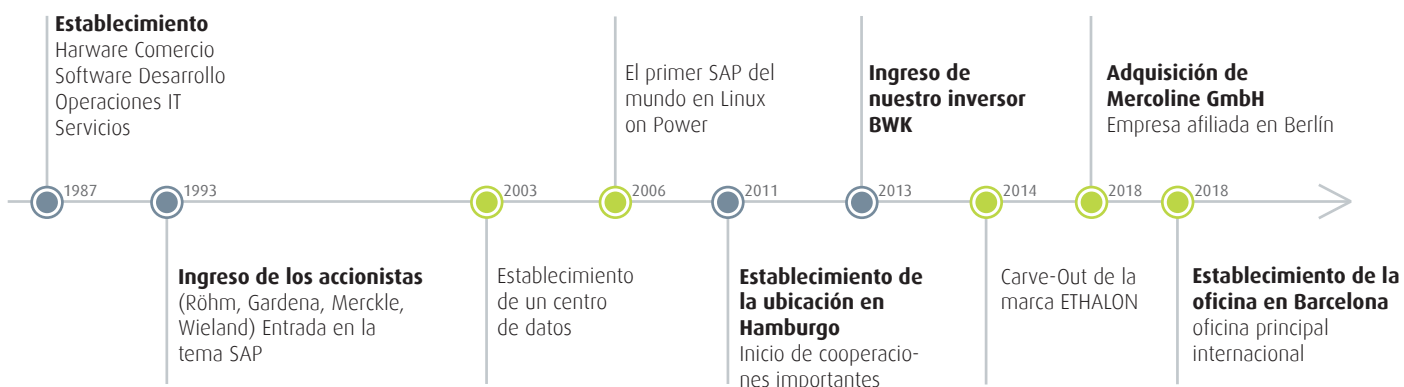 Establecimiento
Harware Comercio
Software Desarrollo
Operaciones IT
Servicios
1987
1993
Ingreso de los accionistas
(Röhm, Gardena, Merckle,
Wieland) Entrada en la
tema SAP
2003
Establecimiento
de un centro
de datos
El primer SAP del
mundo en Linux
on Power
2006
2011
Establecimiento de
la ubicación en
Hamburgo
Inicio de cooperacio-
nes importantes
Ingreso de
nuestro inversor
BWK
2013
2014
Carve-Out de la
marca ETHALON
Adquisición de
Mercoline GmbH
Empresa afiliada en Berlín
2018
2018
Establecimiento de la
oficina en Barcelona
oficina principal
internacional